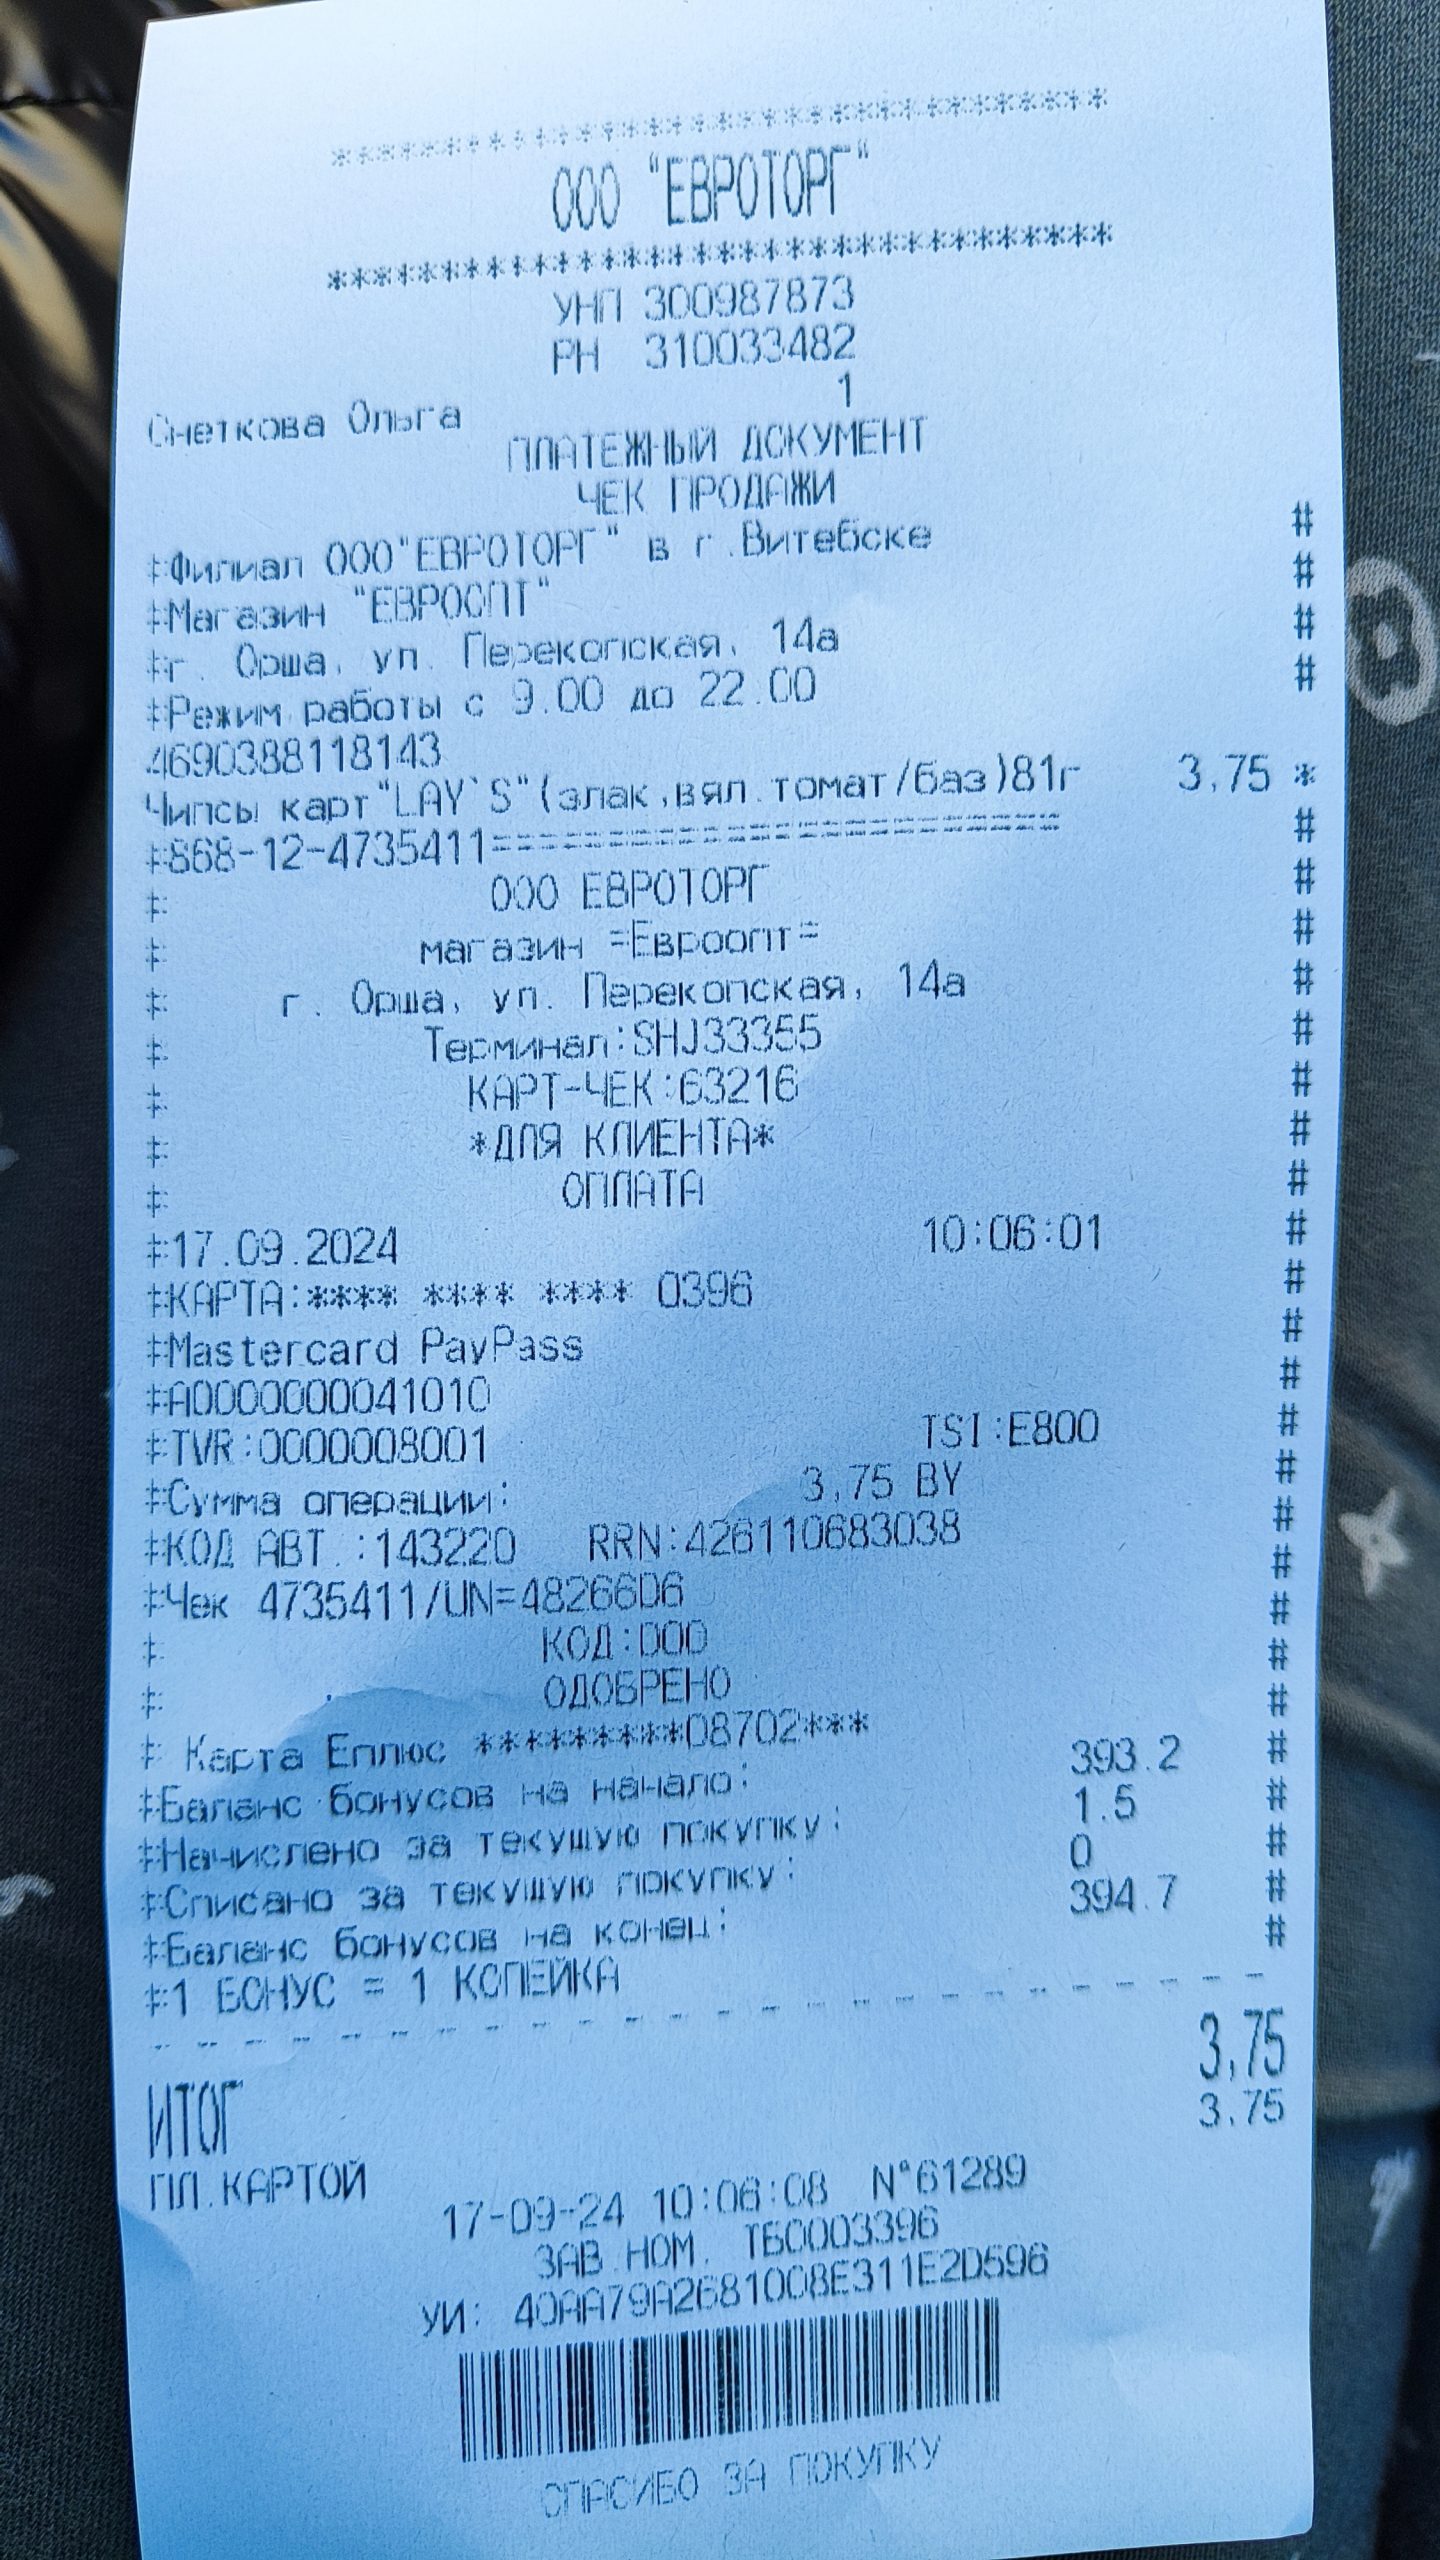 ******************************
ООО "ЕВРОТОРГ"
******************************
УНП 300987873
РН 310033482
Снеткова Ольга 1
ПЛАТЕЖНЫЙ ДОКУМЕНТ
ЧЕК ПРОДАЖИ
#Филиал ООО"ЕВРОТОРГ" в г.Витебске #
#Магазин "ЕВРООПТ" #
#г. Орша, ул. Перекопская, 14а #
#Режим работы с 9.00 до 22.00 #
4690388118143
Чипсы карт"LAY`S"(злак,вял.томат/баз)81г 3,75 *
#868-12-4735411========================= #
# ООО ЕВРОТОРГ #
# магазин =Евроопт= #
# г. Орша, ул. Перекопская, 14а #
# Терминал:SHJ33355 #
# КАРТ-ЧЕК:63216 #
# *ДЛЯ КЛИЕНТА* #
# ОПЛАТА #
#17.09.2024 10:06:01 #
#КАРТА:**** **** **** 0396 #
#Mastercard PayPass #
#A0000000041010 #
#TVR:0000008001 TSI:E800 #
#Сумма операции: 3,75 BY #
#КОД АВТ.:143220 RRN:426110683038 #
#Чек 4735411/UN=48266D6 #
# КОД:000 #
# ОДОБРЕНО #
# Карта Еплюс *********08702*** #
#Баланс бонусов на начало: 393.2 #
#Начислено за текущую покупку: 1.5 #
#Списано за текущую покупку: 0 #
#Баланс бонусов на конец: 394.7 #
#1 БОНУС = 1 КОПЕЙКА #
ИТОГ 3,75
ПЛ.КАРТОЙ 3.75
17-09-24 10:06:08 N°61289
ЗАВ.НОМ. ТБ0003396
УИ: 40AA79A2681008E311E2D596
СПАСИБО ЗА ПОКУПКУ